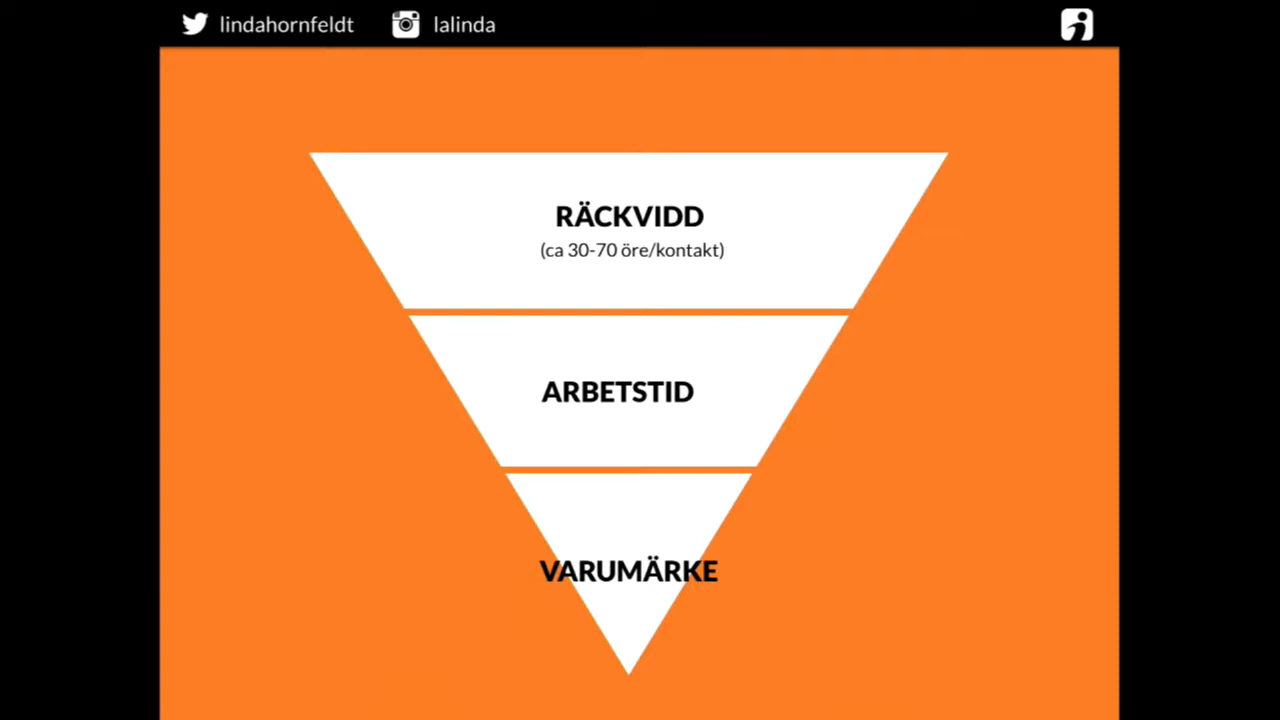 lindahornfeldt lalinda
RÄCKVIDD
(ca 30-70 öre/kontakt)
ARBETSTID
VARUMÄRKE